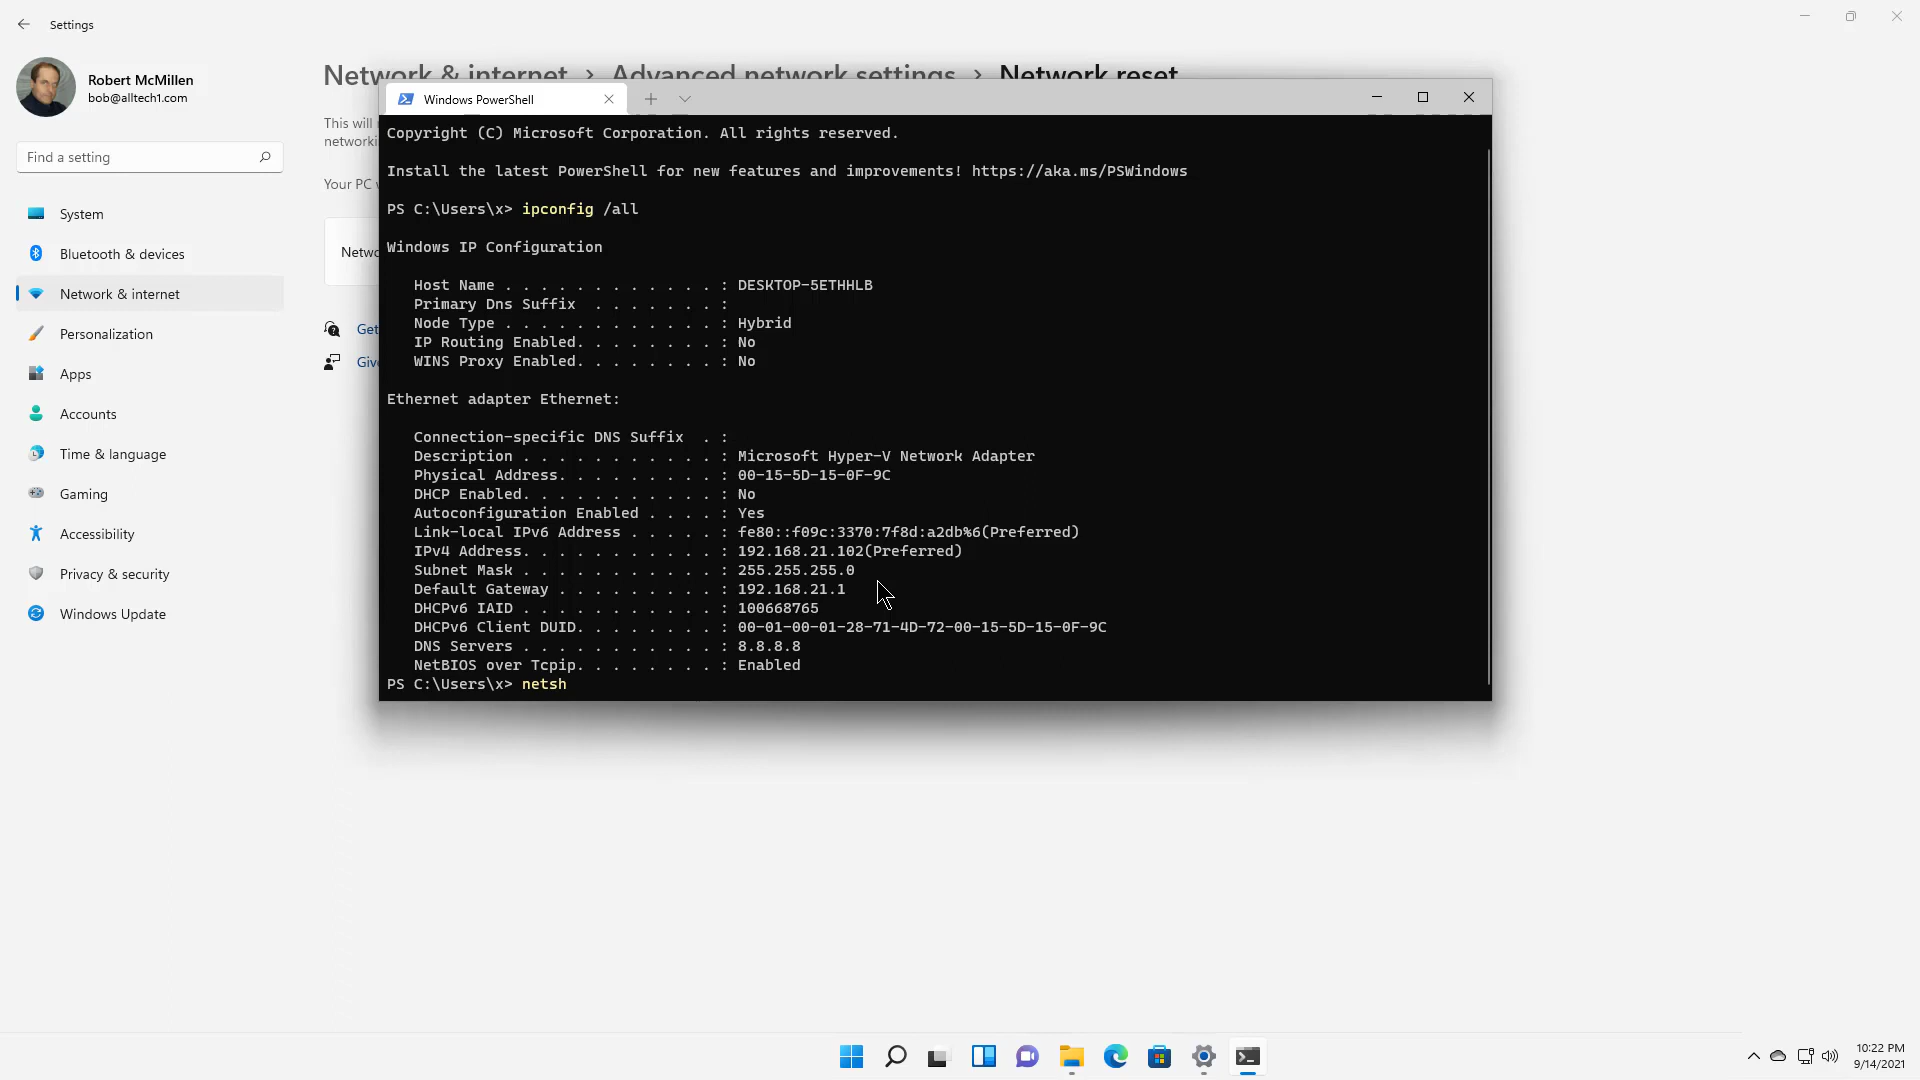 Settings
Robert McMillen
bob@alltech1.com
Find a setting
System
Bluetooth & devices
Network & internet
Personalization
Apps
Accounts
Time & language
Gaming
Accessibility
Privacy & security
Windows Update
Network & internet › Advanced network settings › Network reset
This will
networki
Your PC
Netwo
Get
Give
Windows PowerShell
Copyright (C) Microsoft Corporation. All rights reserved.
Install the latest PowerShell for new features and improvements! https://aka.ms/PSWindows
PS C:\Users\x> ipconfig /all
Windows IP Configuration
Host Name . . . . . . . . . . . . : DESKTOP-5ETHHLB
Primary Dns Suffix  . . . . . . . :
Node Type . . . . . . . . . . . . : Hybrid
IP Routing Enabled. . . . . . . . : No
WINS Proxy Enabled. . . . . . . . : No
Ethernet adapter Ethernet:
Connection-specific DNS Suffix  . :
Description . . . . . . . . . . . : Microsoft Hyper-V Network Adapter
Physical Address. . . . . . . . . : 00-15-5D-15-0F-9C
DHCP Enabled. . . . . . . . . . . : No
Autoconfiguration Enabled . . . . : Yes
Link-local IPv6 Address . . . . . : fe80::f09c:3370:7f8d:a2db%6(Preferred)
IPv4 Address. . . . . . . . . . . : 192.168.21.102(Preferred)
Subnet Mask . . . . . . . . . . . : 255.255.255.0
Default Gateway . . . . . . . . . : 192.168.21.1
DHCPv6 IAID . . . . . . . . . . . : 100668765
DHCPv6 Client DUID. . . . . . . . : 00-01-00-01-28-71-4D-72-00-15-5D-15-0F-9C
DNS Servers . . . . . . . . . . . : 8.8.8.8
NetBIOS over Tcpip. . . . . . . . : Enabled
PS C:\Users\x> netsh
10:22 PM
9/14/2021